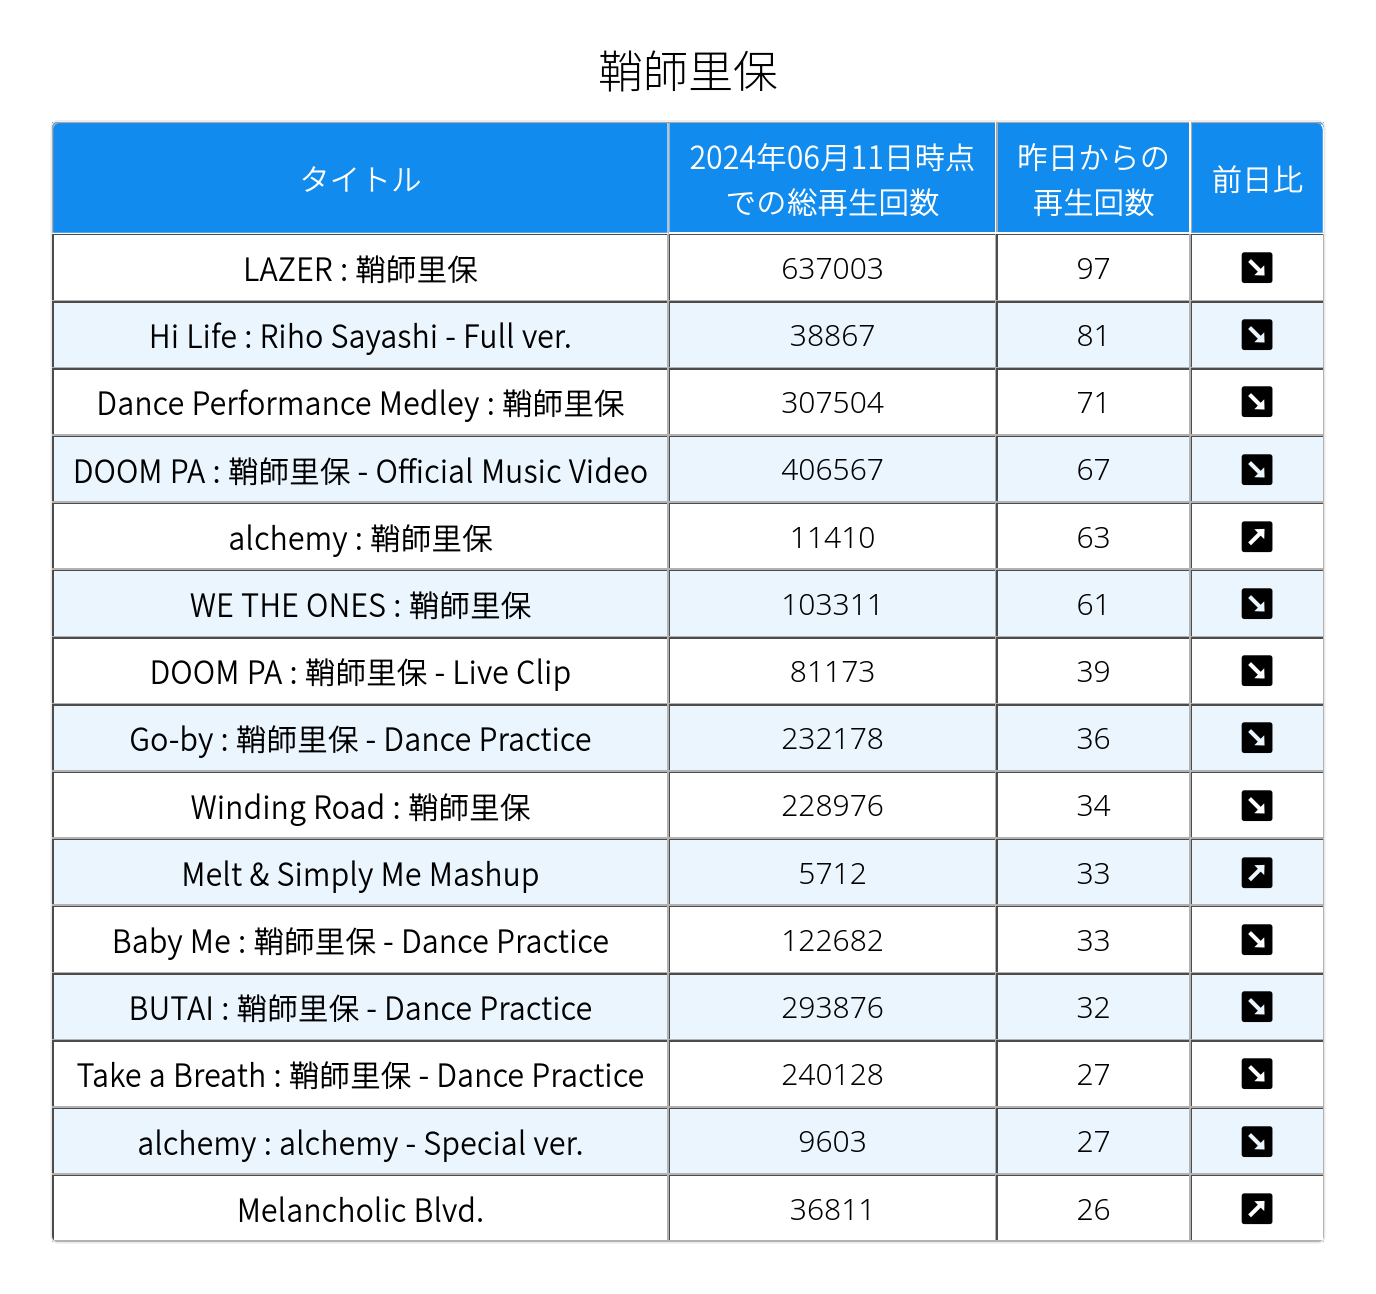 鞘師里保
タイトル 2024年06月11日時点での総再生回数 昨日からの再生回数 前日比
LAZER : 鞘師里保 637003 97 ↘
Hi Life : Riho Sayashi - Full ver. 38867 81 ↘
Dance Performance Medley : 鞘師里保 307504 71 ↘
DOOM PA : 鞘師里保 - Official Music Video 406567 67 ↘
alchemy : 鞘師里保 11410 63 ↗
WE THE ONES : 鞘師里保 103311 61 ↘
DOOM PA : 鞘師里保 - Live Clip 81173 39 ↘
Go-by : 鞘師里保 - Dance Practice 232178 36 ↘
Winding Road : 鞘師里保 228976 34 ↘
Melt & Simply Me Mashup 5712 33 ↗
Baby Me : 鞘師里保 - Dance Practice 122682 33 ↘
BUTAI : 鞘師里保 - Dance Practice 293876 32 ↘
Take a Breath : 鞘師里保 - Dance Practice 240128 27 ↘
alchemy : alchemy - Special ver. 9603 27 ↘
Melancholic Blvd. 36811 26 ↗